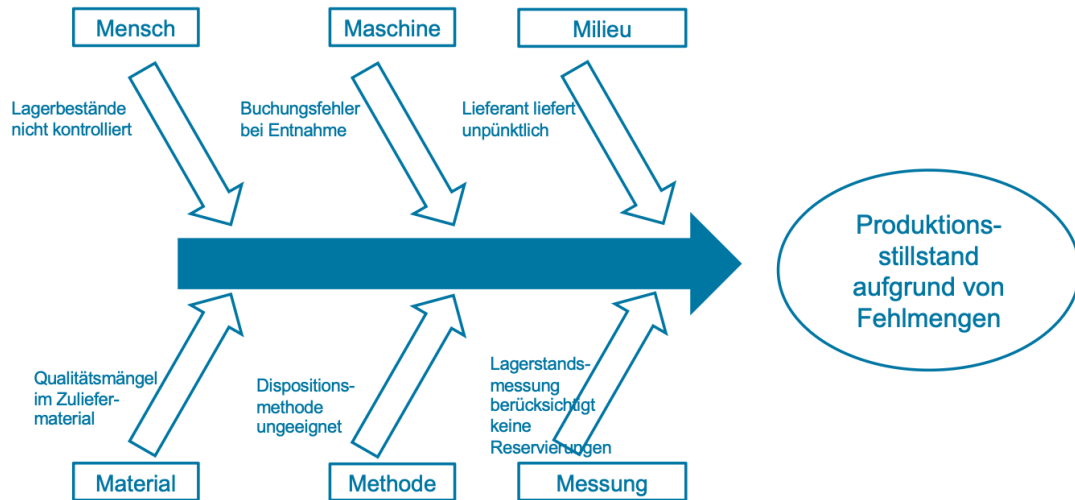 Mensch
Maschine
Milieu
Lagerbestände
nicht kontrolliert
Buchungsfehler
bei Entnahme
Lieferant liefert
unpünktlich
Produktions-
stillstand
aufgrund von
Fehlmengen
Qualitätsmängel
im Zuliefer-
material
Dispositions-
methode
ungeeignet
Lagerstands-
messung
berücksichtigt
keine
Reservierungen
Material
Methode
Messung